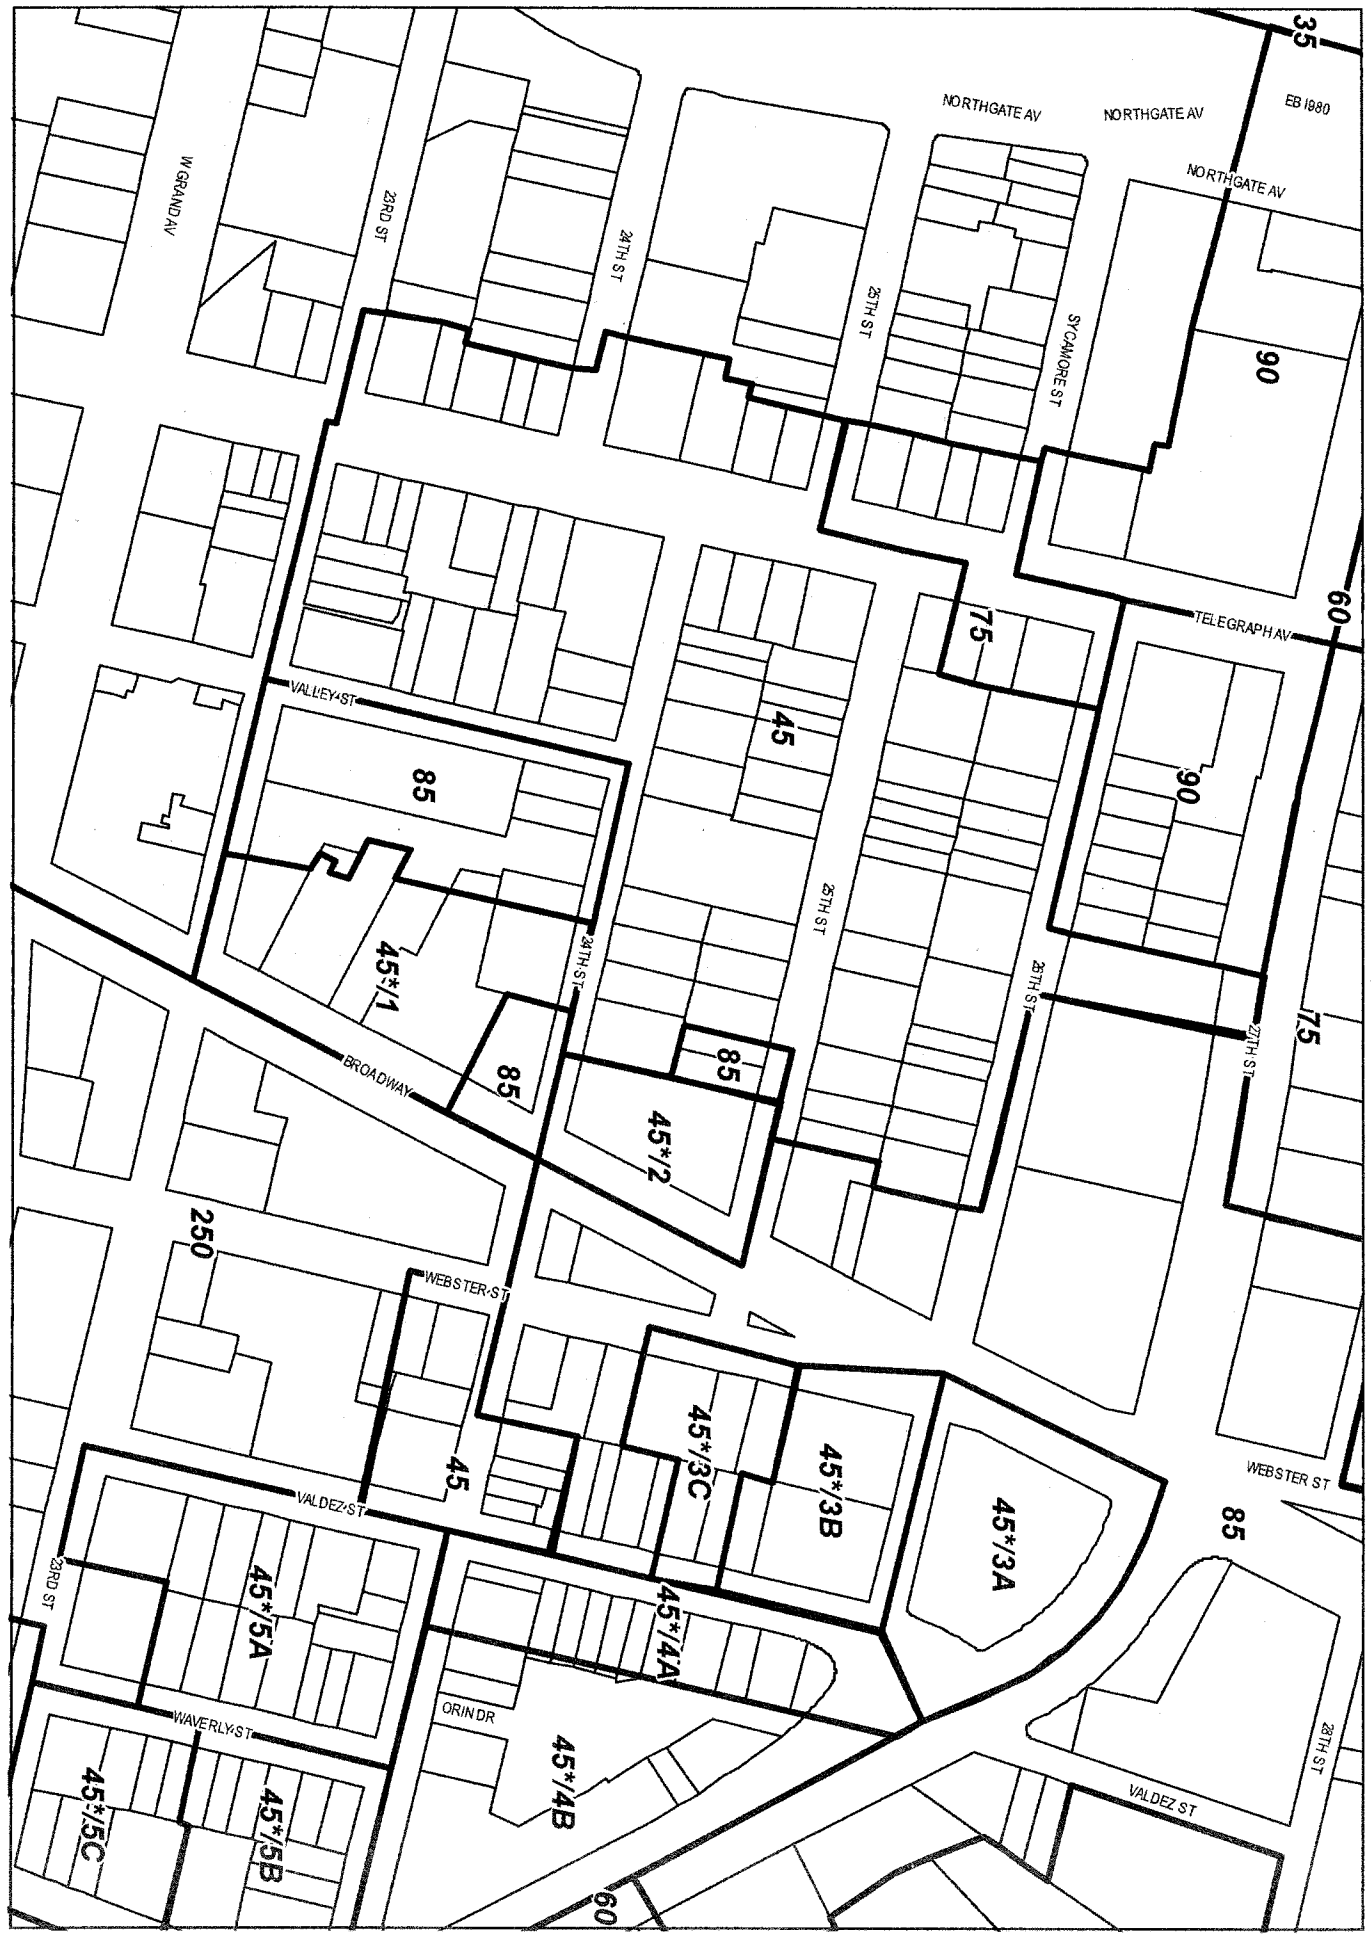 35
EB I980
NORTHGATE AV
NORTHGATE AV
NORTHGATE AV
W GRAND AV
23RD ST
24TH ST
25TH ST
SYCAMORE ST
90
60
TELEGRAPH AV
75
VALLEY ST
45
90
85
25TH ST
24TH ST
26TH ST
75
27TH ST
45*/1
BROADWAY
85
85
45*/2
250
WEBSTER ST
45*/3C
45*/3B
45*/3A
WEBSTER ST
85
45
VALDEZ ST
23RD ST
45*/5A
45*/4A
ORIN DR
WAVERLY ST
45*/4B
28TH ST
VALDEZ ST
45*/5C
45*/5B
60